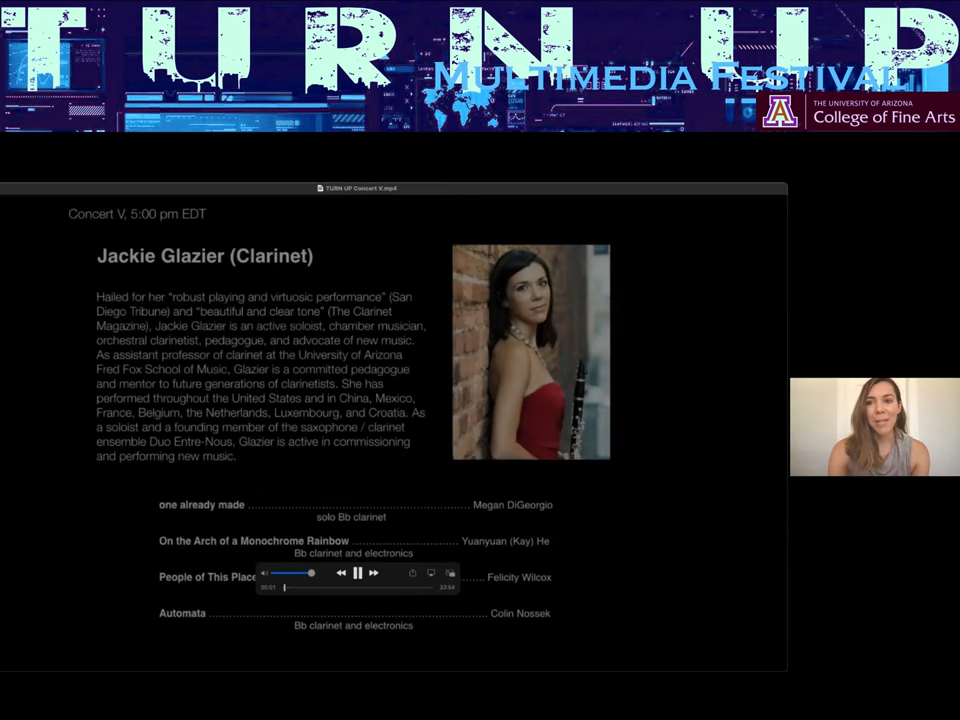 TURN UP
MULTIMEDIA FESTIVAL
A
THE UNIVERSITY OF ARIZONA
College of Fine Arts
TURN UP Concert V.mp4
Concert V, 5:00 pm EDT
Jackie Glazier (Clarinet)
Hailed for her “robust playing and virtuosic performance” (San
Diego Tribune) and “beautiful and clear tone” (The Clarinet
Magazine), Jackie Glazier is an active soloist, chamber musician,
orchestral clarinetist, pedagogue, and advocate of new music.
As assistant professor of clarinet at the University of Arizona
Fred Fox School of Music, Glazier is a committed pedagogue
and mentor to future generations of clarinetists. She has
performed throughout the United States and in China, Mexico,
France, Belgium, the Netherlands, Luxembourg, and Croatia. As
a soloist and a founding member of the saxophone / clarinet
ensemble Duo Entre-Nous, Glazier is active in commissioning
and performing new music.
one already made ........ Megan DiGeorgio
solo Bb clarinet
On the Arch of a Monochrome Rainbow ........ Yuanyuan (Kay) He
Bb clarinet and electronics
People of This Place ........ Felicity Wilcox
00:01 33:54
Automata ........ Colin Nossek
Bb clarinet and electronics